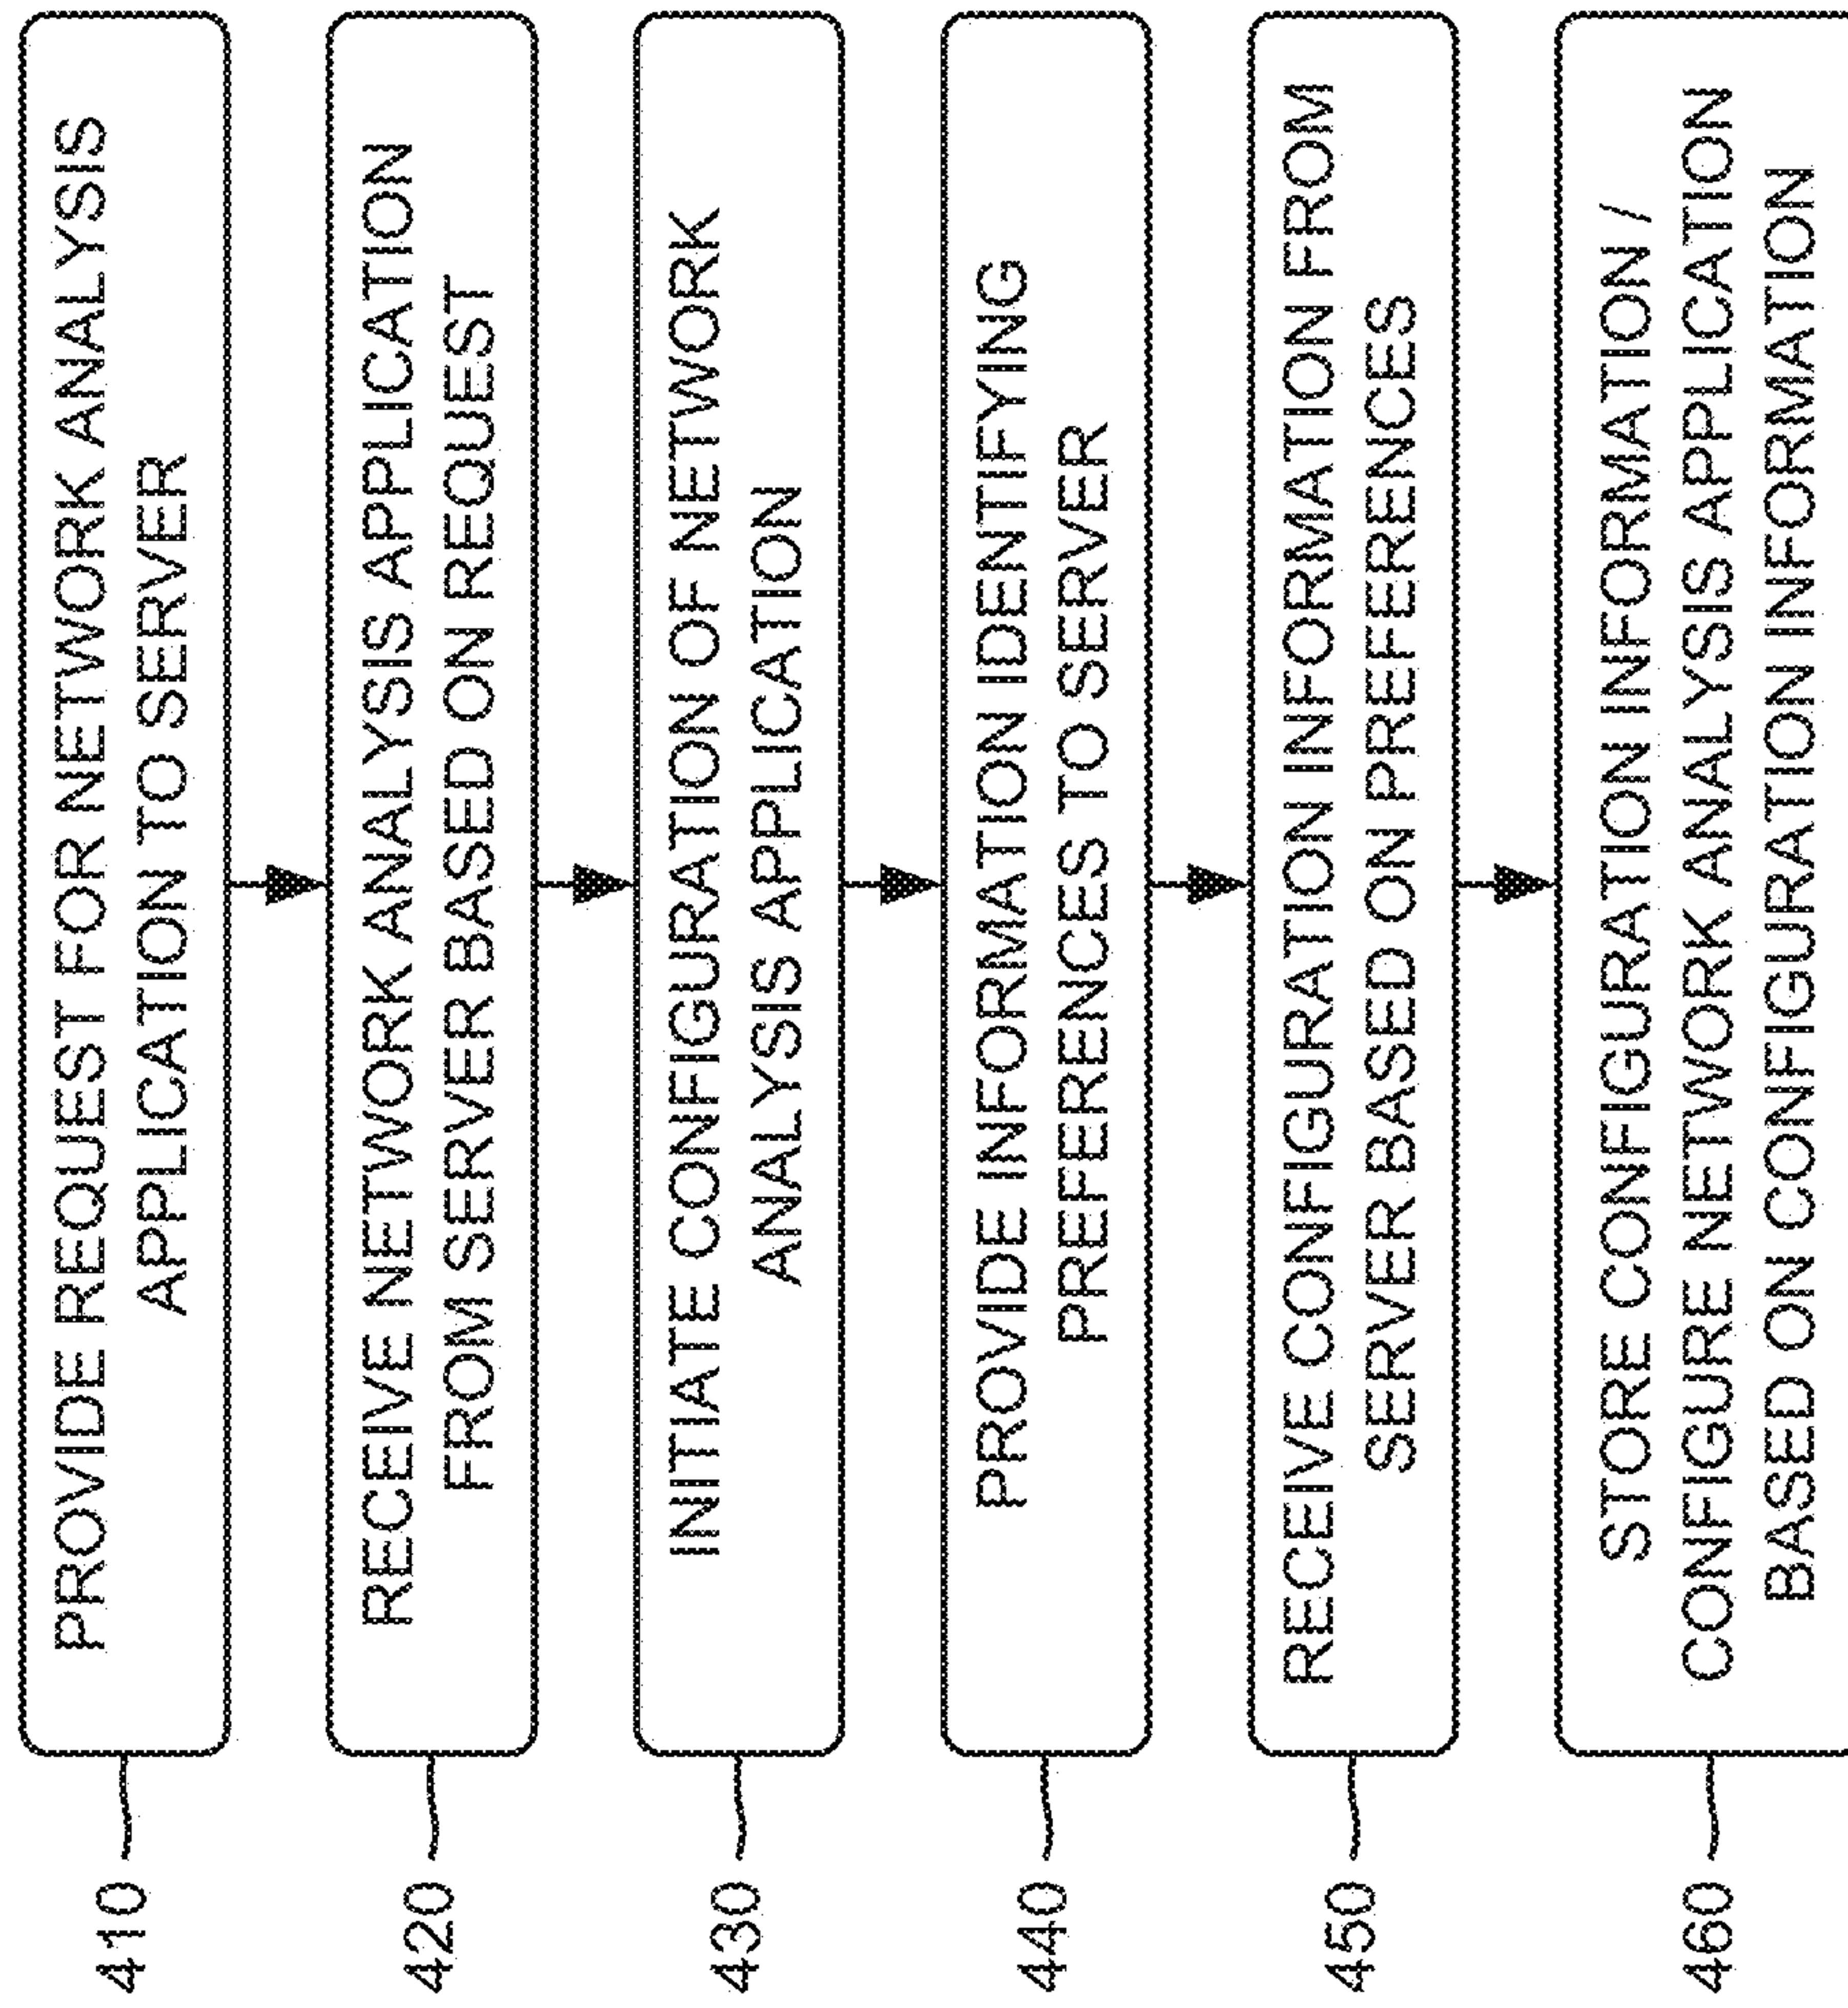 410
PROVIDE REQUEST FOR NETWORK ANALYSIS
APPLICATION TO SERVER
420
RECEIVE NETWORK ANALYSIS APPLICATION
FROM SERVER BASED ON REQUEST
430
INITIATE CONFIGURATION OF NETWORK
ANALYSIS APPLICATION
440
PROVIDE INFORMATION IDENTIFYING
PREFERENCES TO SERVER
450
RECEIVE CONFIGURATION INFORMATION FROM
SERVER BASED ON PREFERENCES
460
STORE CONFIGURATION INFORMATION /
CONFIGURE NETWORK ANALYSIS APPLICATION
BASED ON CONFIGURATION INFORMATION